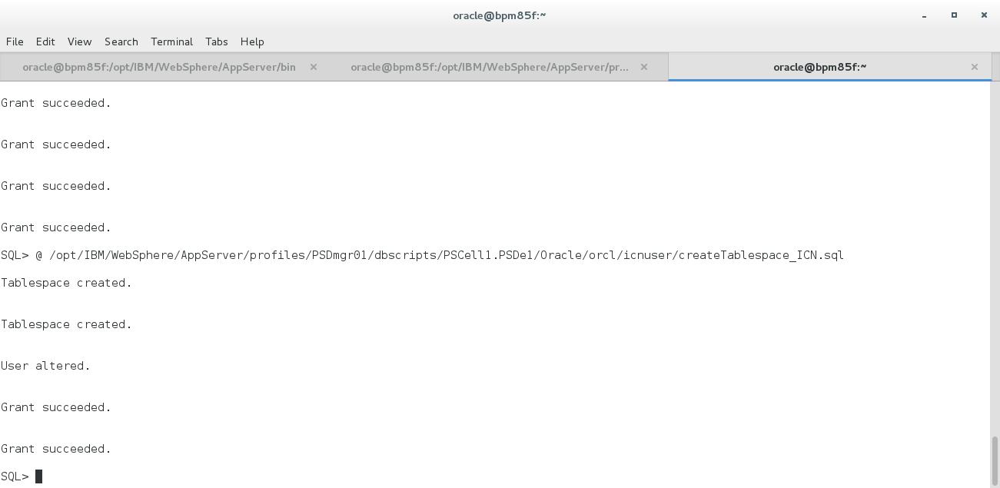 oracle@bpm85f:~
File Edit View Search Terminal Tabs Help
oracle@bpm85f:/opt/IBM/WebSphere/AppServer/bin oracle@bpm85f:/opt/IBM/WebSphere/AppServer/pr... oracle@bpm85f:~
Grant succeeded.
Grant succeeded.
Grant succeeded.
Grant succeeded.
SQL> @ /opt/IBM/WebSphere/AppServer/profiles/PSDmgr01/dbscripts/PSCell1.PSDe1/Oracle/orcl/icnuser/createTablespace_ICN.sql
Tablespace created.
Tablespace created.
User altered.
Grant succeeded.
Grant succeeded.
SQL>